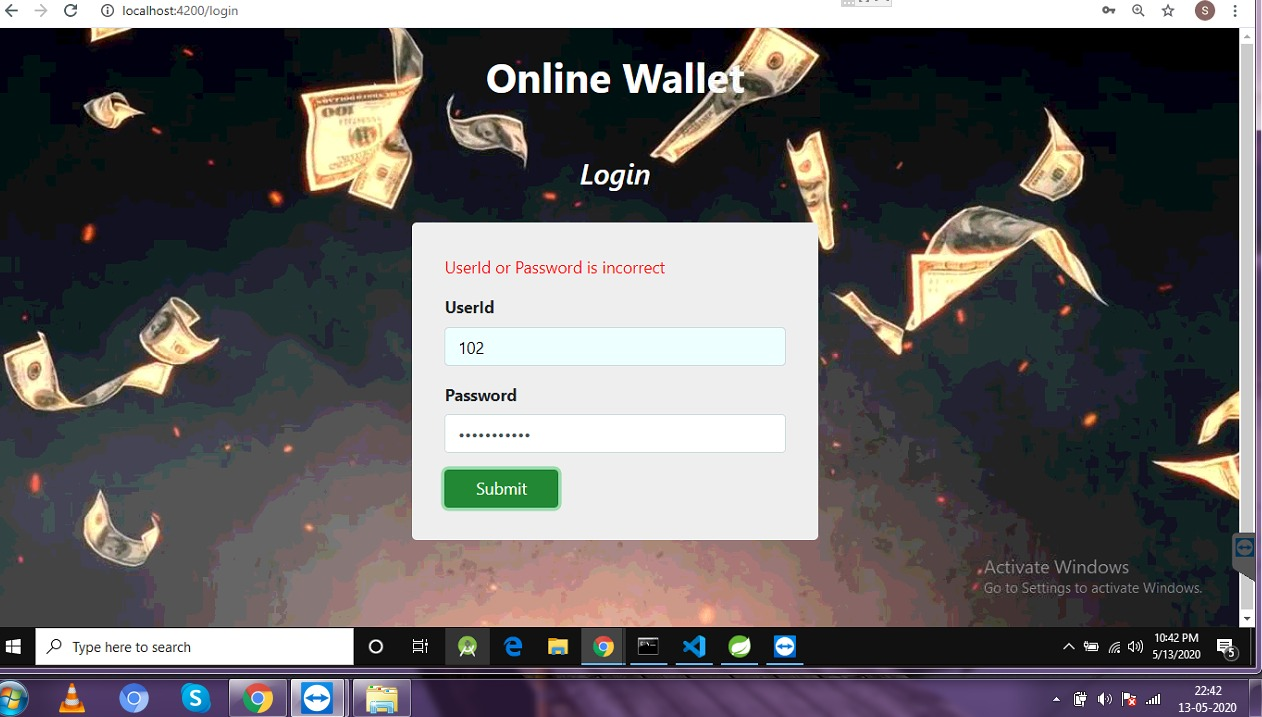 localhost:4200/login
S
Online Wallet
Login
UserId or Password is incorrect
UserId
102
Password
•••••••••••
Submit
Activate Windows
Go to Settings to activate Windows.
Type here to search
10:42 PM
5/13/2020
5
22:42
13-05-2020